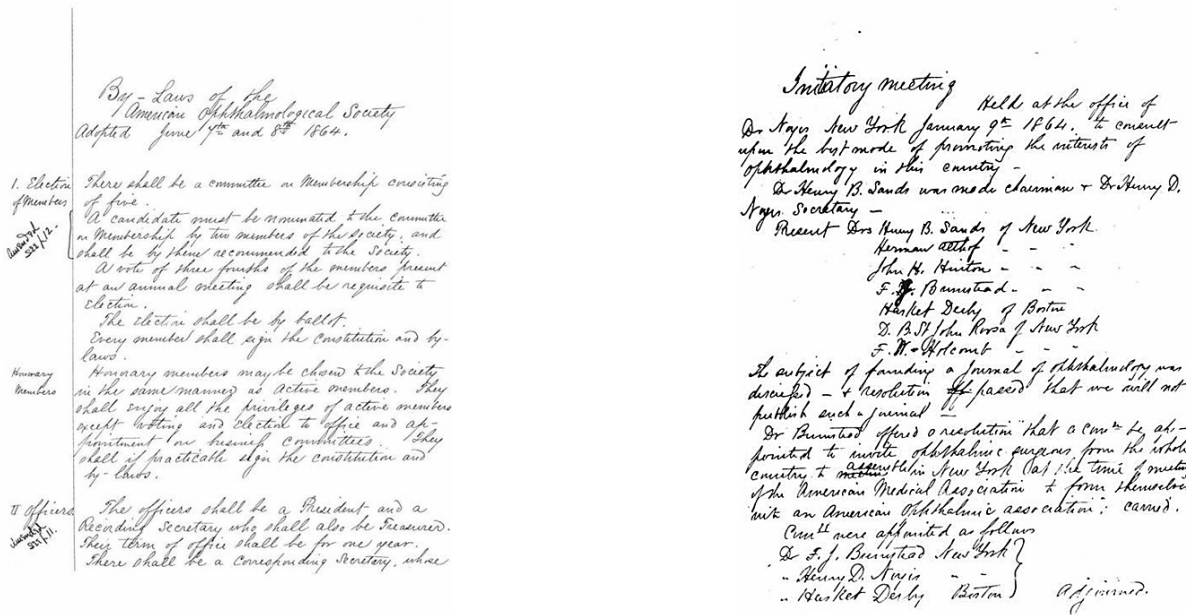 By-Laws of the
American Ophthalmological Society
Adopted June 7th and 8th 1864.
I. Election
of Members
There shall be a committee on Membership consisting
of five.
Amended
A candidate must be nominated to the committee
on Membership by two members of the society, and
shall be by them recommended to the Society.
A vote of three fourths of the members present
at an annual meeting shall be requisite to
Election.
The Election shall be by ballot.
Every member shall sign the constitution and by-
laws.
Honorary
Members
Honorary members may be chosen to the Society
in the same manner as active members. They
shall enjoy all the privileges of active members
except voting and Election to office and ap-
pointment on business committees. They
shall if practicable sign the constitution and
by-laws.
II Officers
Amended
The officers shall be a President and a
Recording Secretary who shall also be Treasurer.
Their term of office shall be for one year.
There shall be a corresponding Secretary, whose
Initiatory meeting
Held at the office of
Dr Noyes New York January 9th 1864. to consult
upon the best mode of promoting the interests of
ophthalmology in this country -
Dr Henry B. Sands was made chairman & Dr Henry D.
Noyes Secretary -
Present Drs Henry B. Sands of New York
Herman Althof - - -
John H. Hinton - - -
F. J. Bumstead - - -
Hasket Derby of Boston
D. B St John Roosa of New York
F. W. Holcomb - - -
The subject of founding a Journal of ophthalmology was
discussed - & resolution passed that we will not
publish such a journal -
Dr Bumstead offered a resolution that a comtt be ap-
pointed to invite ophthalmic surgeons from the whole
country to assemble in New York (at the time of meeting
of the American Medical Association to form themselves
into an American Ophthalmic association; carried.
Comtt were appointed as follows
Dr F. J. Bumstead New York
" Henry D. Noyes " -
" Hasket Derby Boston
Adjourned.